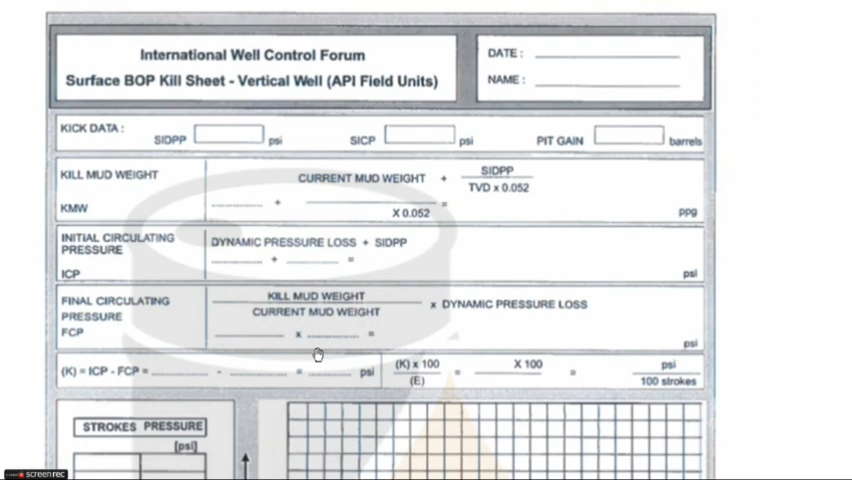 International Well Control Forum
Surface BOP Kill Sheet - Vertical Well (API Field Units)
DATE :
NAME :
KICK DATA :
SIDPP psi SICP psi PIT GAIN barrels
KILL MUD WEIGHT
KMW
CURRENT MUD WEIGHT + SIDPP
TVD x 0.052
............... + =
X 0.052
ppg
INITIAL CIRCULATING
PRESSURE
ICP
DYNAMIC PRESSURE LOSS + SIDPP
............... + ............... =
psi
FINAL CIRCULATING
PRESSURE
FCP
KILL MUD WEIGHT
CURRENT MUD WEIGHT
x DYNAMIC PRESSURE LOSS
x ............... =
psi
(K) = ICP - FCP = ............... - ............... = ............... psi
(K) x 100
(E)
= X 100 =
psi
100 strokes
STROKES PRESSURE
[psi]
screenrec